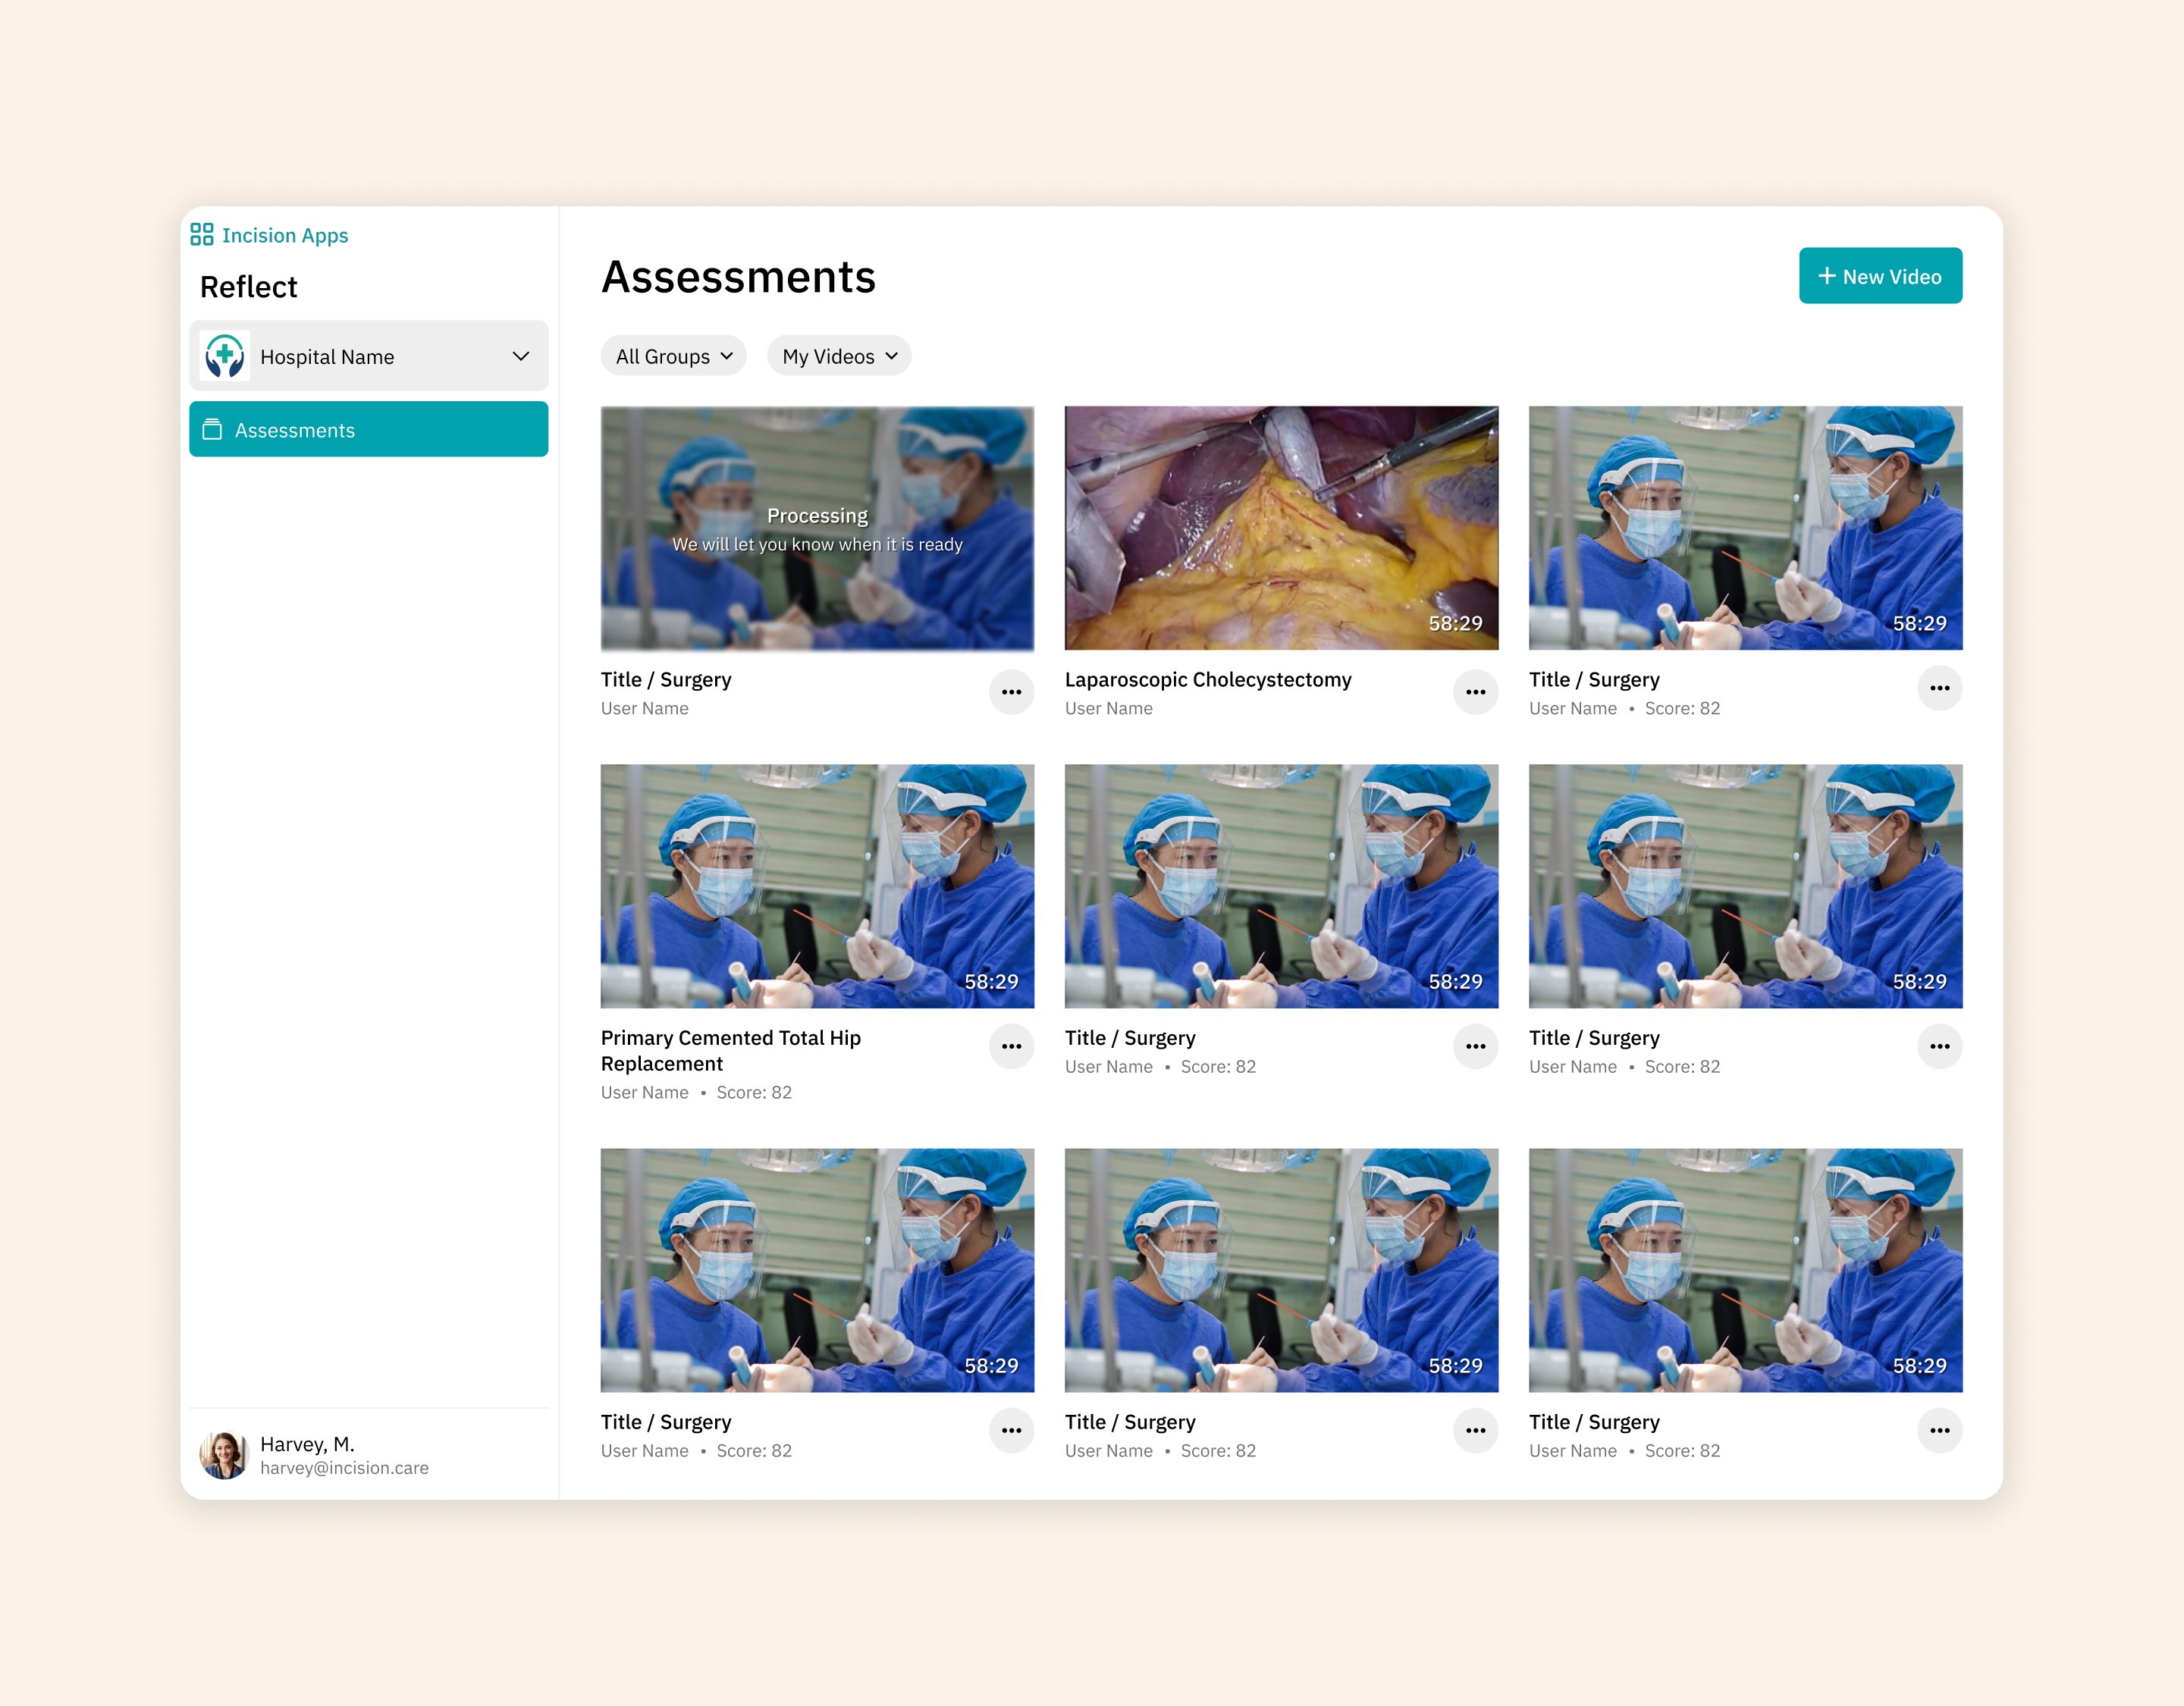 Incision Apps
Reflect
Hospital Name
Assessments
Harvey, M.
harvey@incision.care
Assessments
+ New Video
All Groups
My Videos
Processing
We will let you know when it is ready
Title / Surgery
User Name
58:29
Laparoscopic Cholecystectomy
User Name
58:29
Title / Surgery
User Name • Score: 82
58:29
Primary Cemented Total Hip
Replacement
User Name • Score: 82
58:29
Title / Surgery
User Name • Score: 82
58:29
Title / Surgery
User Name • Score: 82
58:29
Title / Surgery
User Name • Score: 82
58:29
Title / Surgery
User Name • Score: 82
58:29
Title / Surgery
User Name • Score: 82